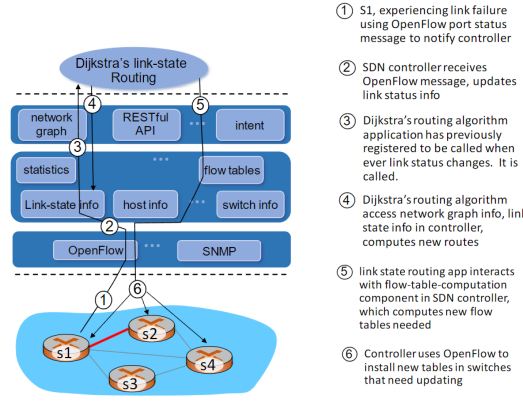 Dijkstra's link-state
Routing
4
5
network
graph
RESTful
API
...
intent
3
statistics
...
flow tables
Link-state info
host info
switch info
2
OpenFlow
...
SNMP
1
6
s1
s2
s3
s4
1 S1, experiencing link failure
using OpenFlow port status
message to notify controller
2 SDN controller receives
OpenFlow message, updates
link status info
3 Dijkstra's routing algorithm
application has previously
registered to be called when
ever link status changes. It is
called.
4 Dijkstra's routing algorithm
access network graph info, link
state info in controller,
computes new routes
5 link state routing app interacts
with flow-table-computation
component in SDN controller,
which computes new flow
tables needed
6 Controller uses OpenFlow to
install new tables in switches
that need updating